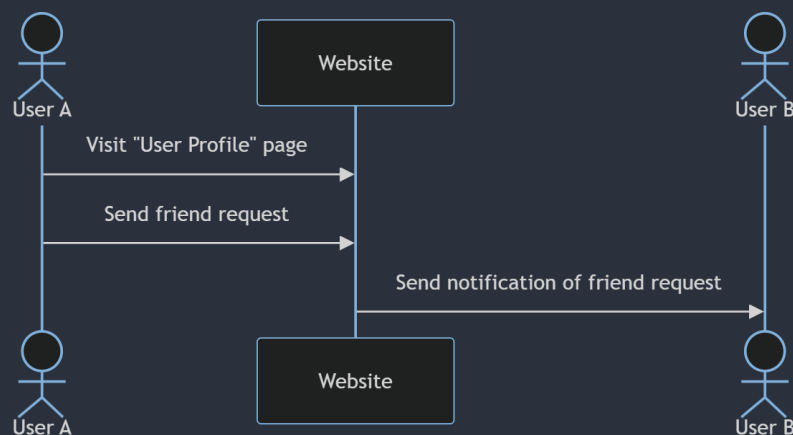 Website
User A
User B
Visit "User Profile" page
Send friend request
Send notification of friend request
Website
User A
User B